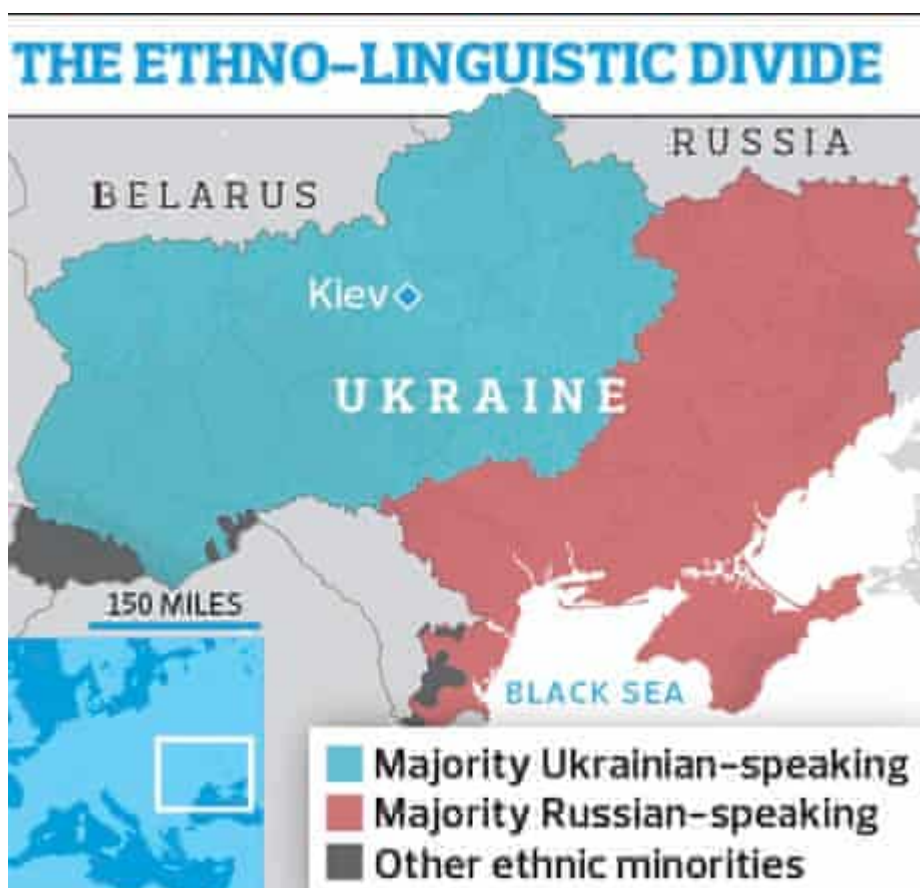 THE ETHNO-LINGUISTIC DIVIDE
RUSSIA
BELARUS
Kiev
UKRAINE
150 MILES
BLACK SEA
Majority Ukrainian-speaking
Majority Russian-speaking
Other ethnic minorities